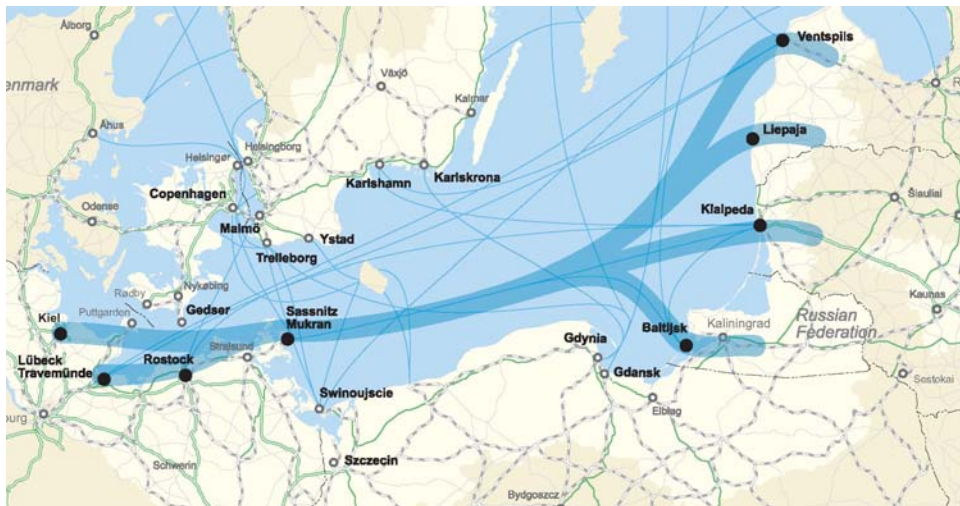 Ålborg
enmark
Århus
Växjö
Kalmar
Ventspils
R
Helsingør
Helsingborg
Karlshamn
Karlskrona
Liepaja
Copenhagen
Odense
Malmö
Ystad
Trelleborg
Klaipeda
Šiauliai
Rødby
Nykøbing
Puttgarden
Gedser
Kiel
Sassnitz
Mukran
Stralsund
Lübeck
Travemünde
Rostock
Baltijsk
Kaliningrad
Russian
Federation
Kaunas
Gdynia
Gdansk
Swinoujscie
Elblag
Sestokai
burg
Schwerin
Szczecin
Bydgoszcz